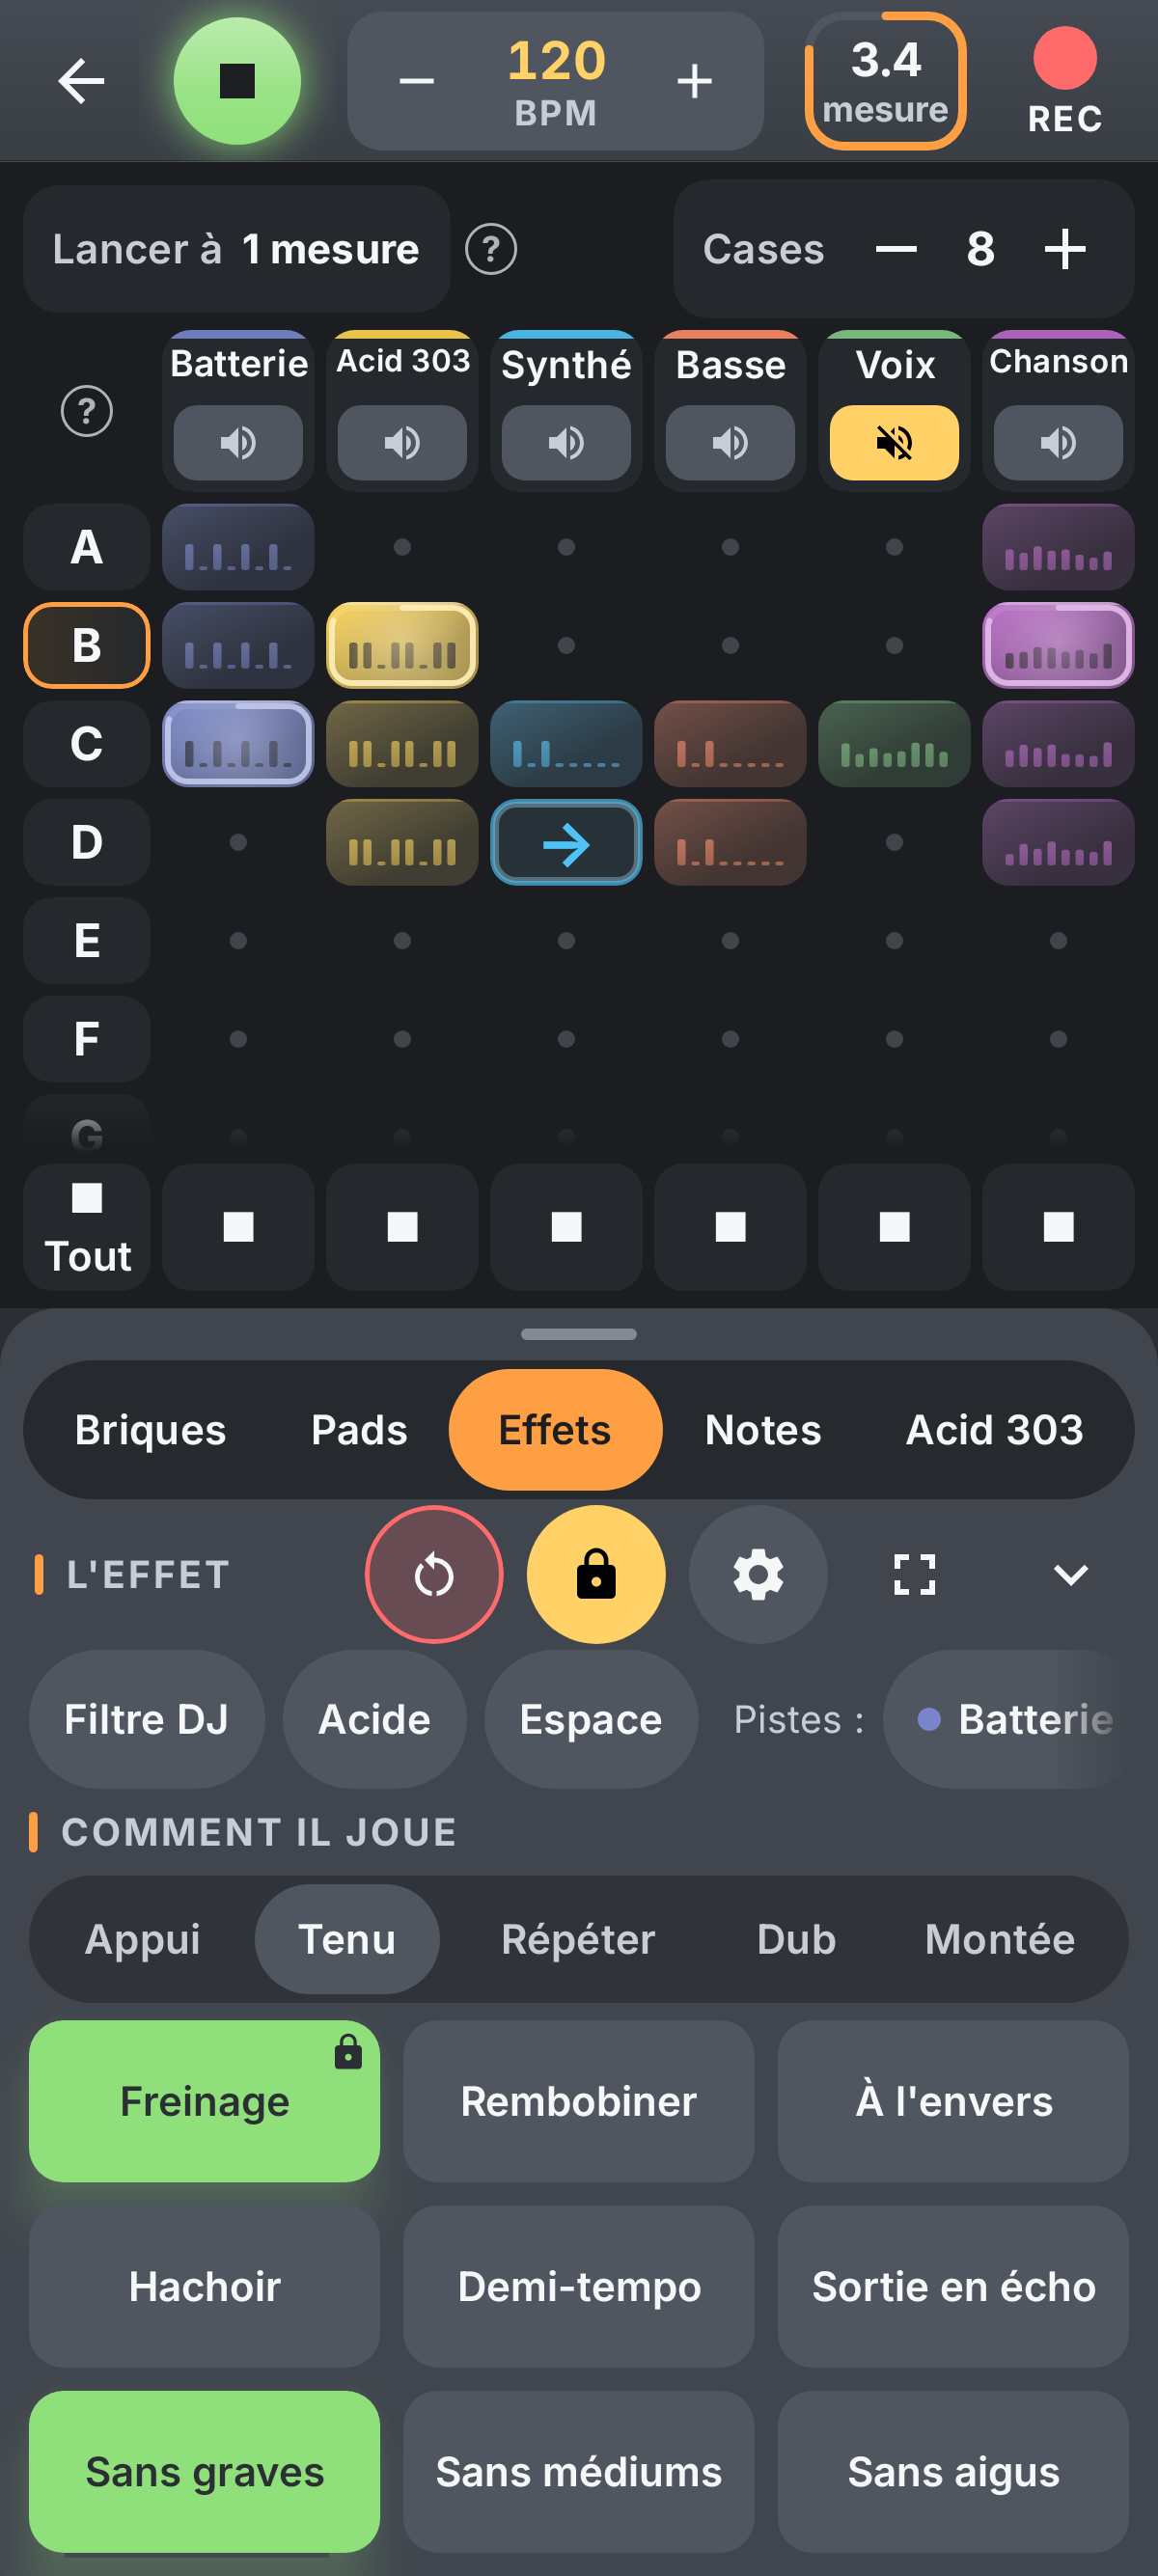 120
BPM
3.4
mesure
REC
Lancer à 1 mesure
?
Cases
8
?
Batterie
Acid 303
Synthé
Basse
Voix
Chanson
A
B
C
D
E
F
G
Tout
Briques
Pads
Effets
Notes
Acid 303
L'EFFET
Filtre DJ
Acide
Espace
Pistes :
Batterie
COMMENT IL JOUE
Appui
Tenu
Répéter
Dub
Montée
Freinage
Rembobiner
À l'envers
Hachoir
Demi-tempo
Sortie en écho
Sans graves
Sans médiums
Sans aigus